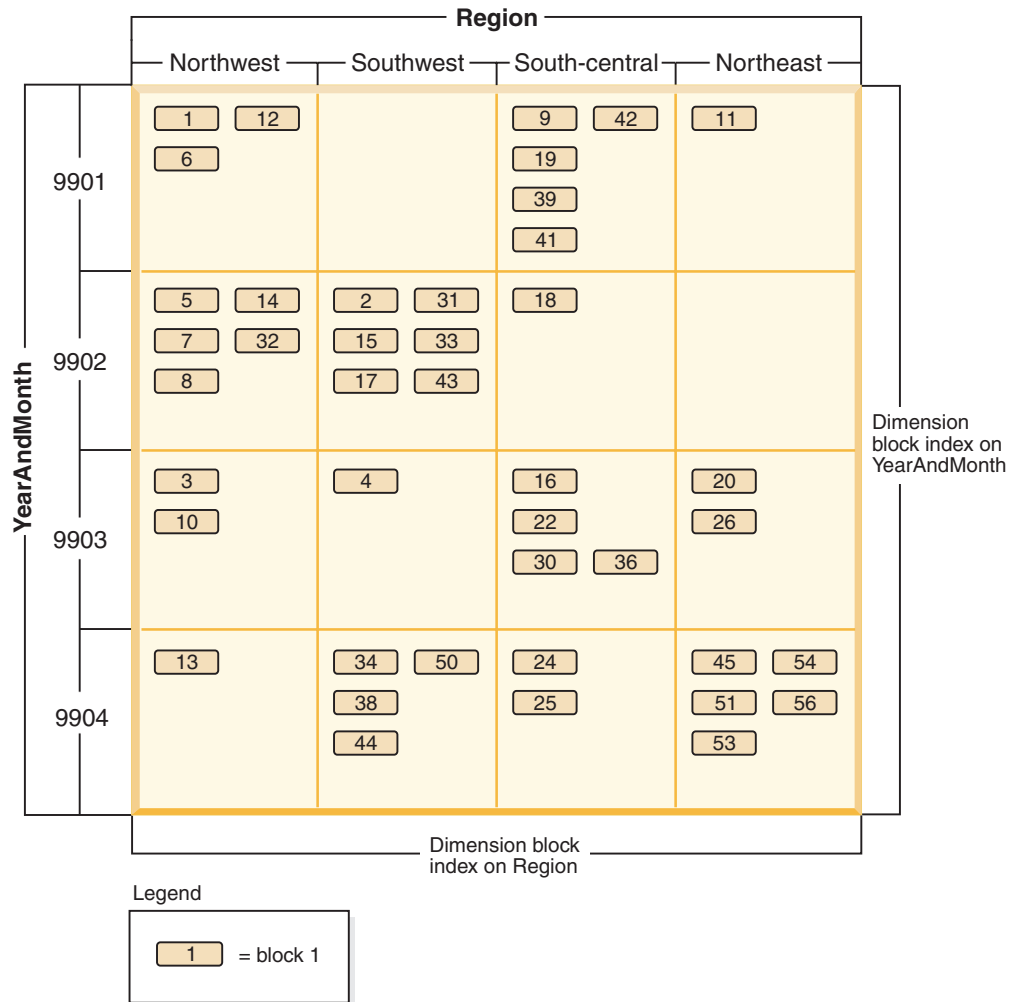 Region
Northwest Southwest South-central Northeast
YearAndMonth
9901
1 12 9 42 11
6 19
39
41
9902
5 14 2 31 18
7 32 15 33
8 17 43
9903
3 4 16 20
10 22 26
30 36
9904
13 34 50 24 45 54
38 25 51 56
44 53
Dimension
block index on
YearAndMonth
Dimension block
index on Region
Legend
1 = block 1